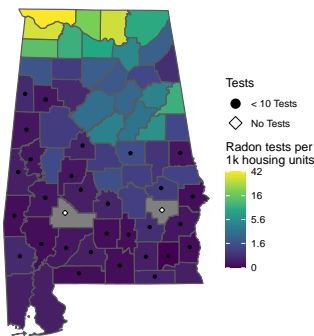 Tests
< 10 Tests
No Tests
Radon tests per
1k housing units
42
16
5.6
1.6
0